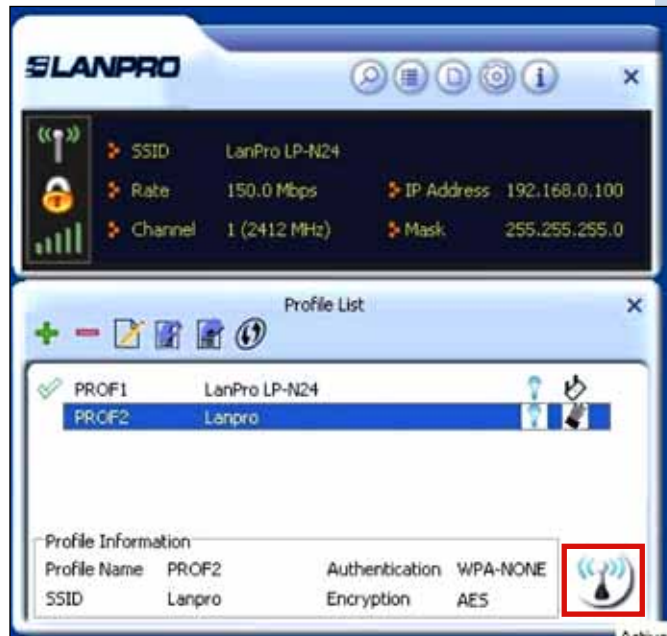 LANPRO
SSID LanPro LP-N24
Rate 150.0 Mbps IP Address 192.168.0.100
Channel 1 (2412 MHz) Mask 255.255.255.0
Profile List
PROF1 LanPro LP-N24
PROF2 Lanpro
Profile Information
Profile Name PROF2 Authentication WPA-NONE
SSID Lanpro Encryption AES